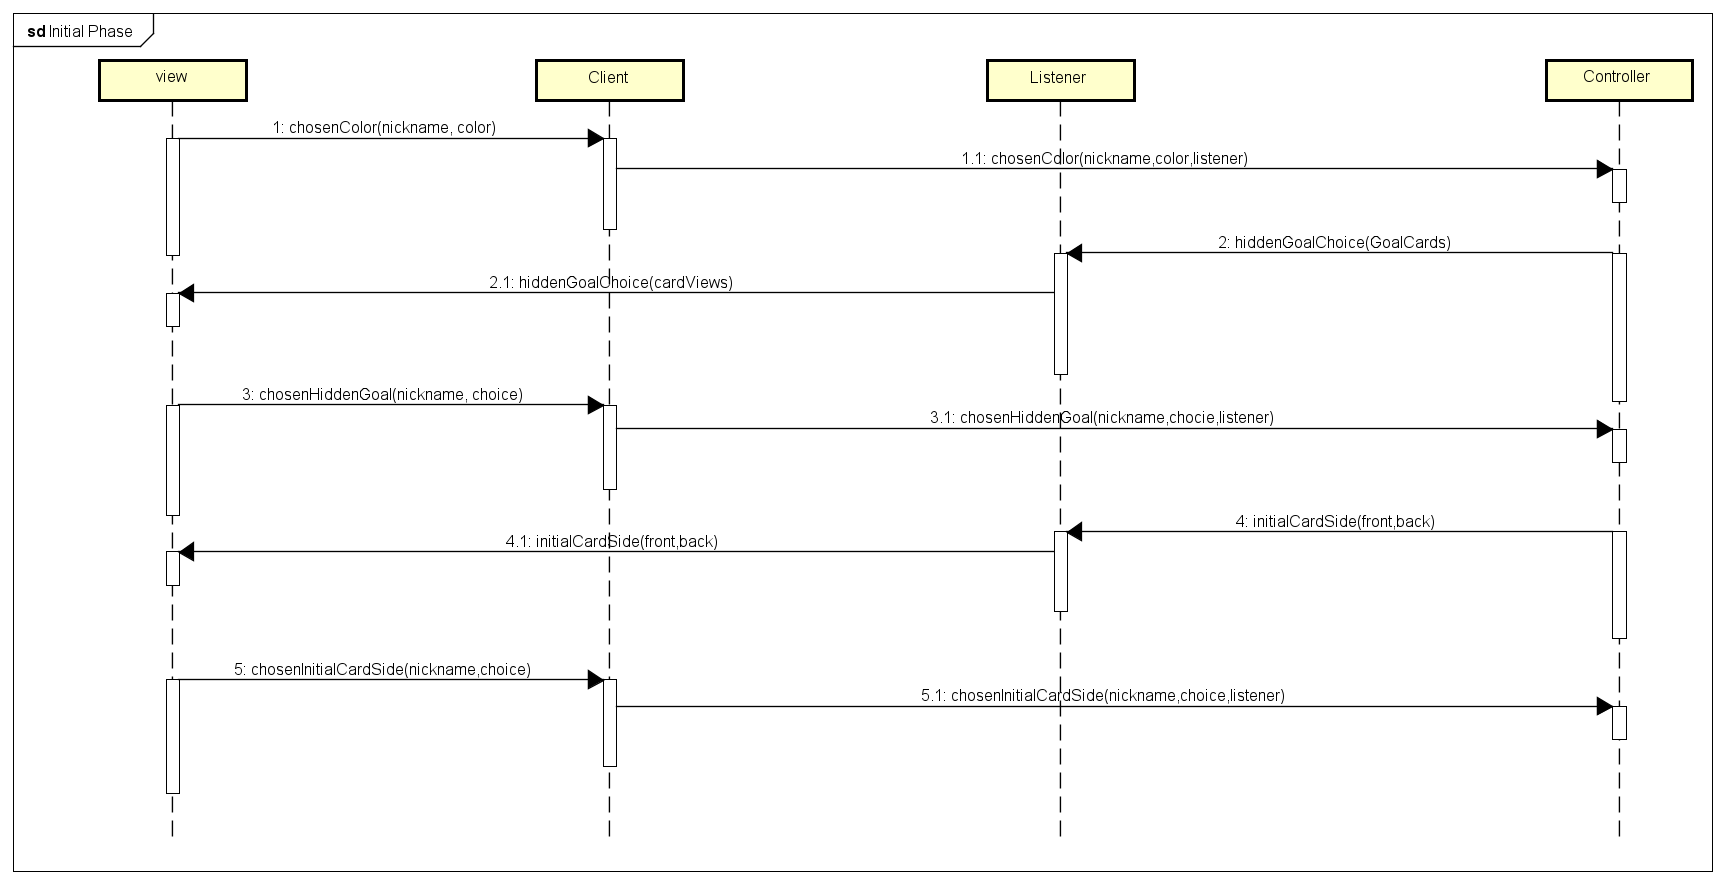 sd Initial Phase
view
Client
Listener
Controller
1: chosenColor(nickname, color)
1.1: chosenColor(nickname,color,listener)
2: hiddenGoalChoice(GoalCards)
2.1: hiddenGoalChoice(cardViews)
3: chosenHiddenGoal(nickname, choice)
3.1: chosenHiddenGoal(nickname,chocie,listener)
4: initialCardSide(front,back)
4.1: initialCardSide(front,back)
5: chosenInitialCardSide(nickname,choice)
5.1: chosenInitialCardSide(nickname,choice,listener)